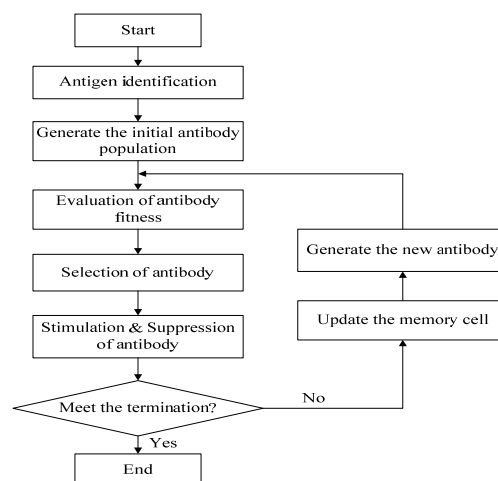 Start
Antigen identification
Generate the initial antibody
population
Evaluation of antibody
fitness
Selection of antibody
Stimulation & Suppression
of antibody
Meet the termination?
Yes
End
No
Update the memory cell
Generate the new antibody